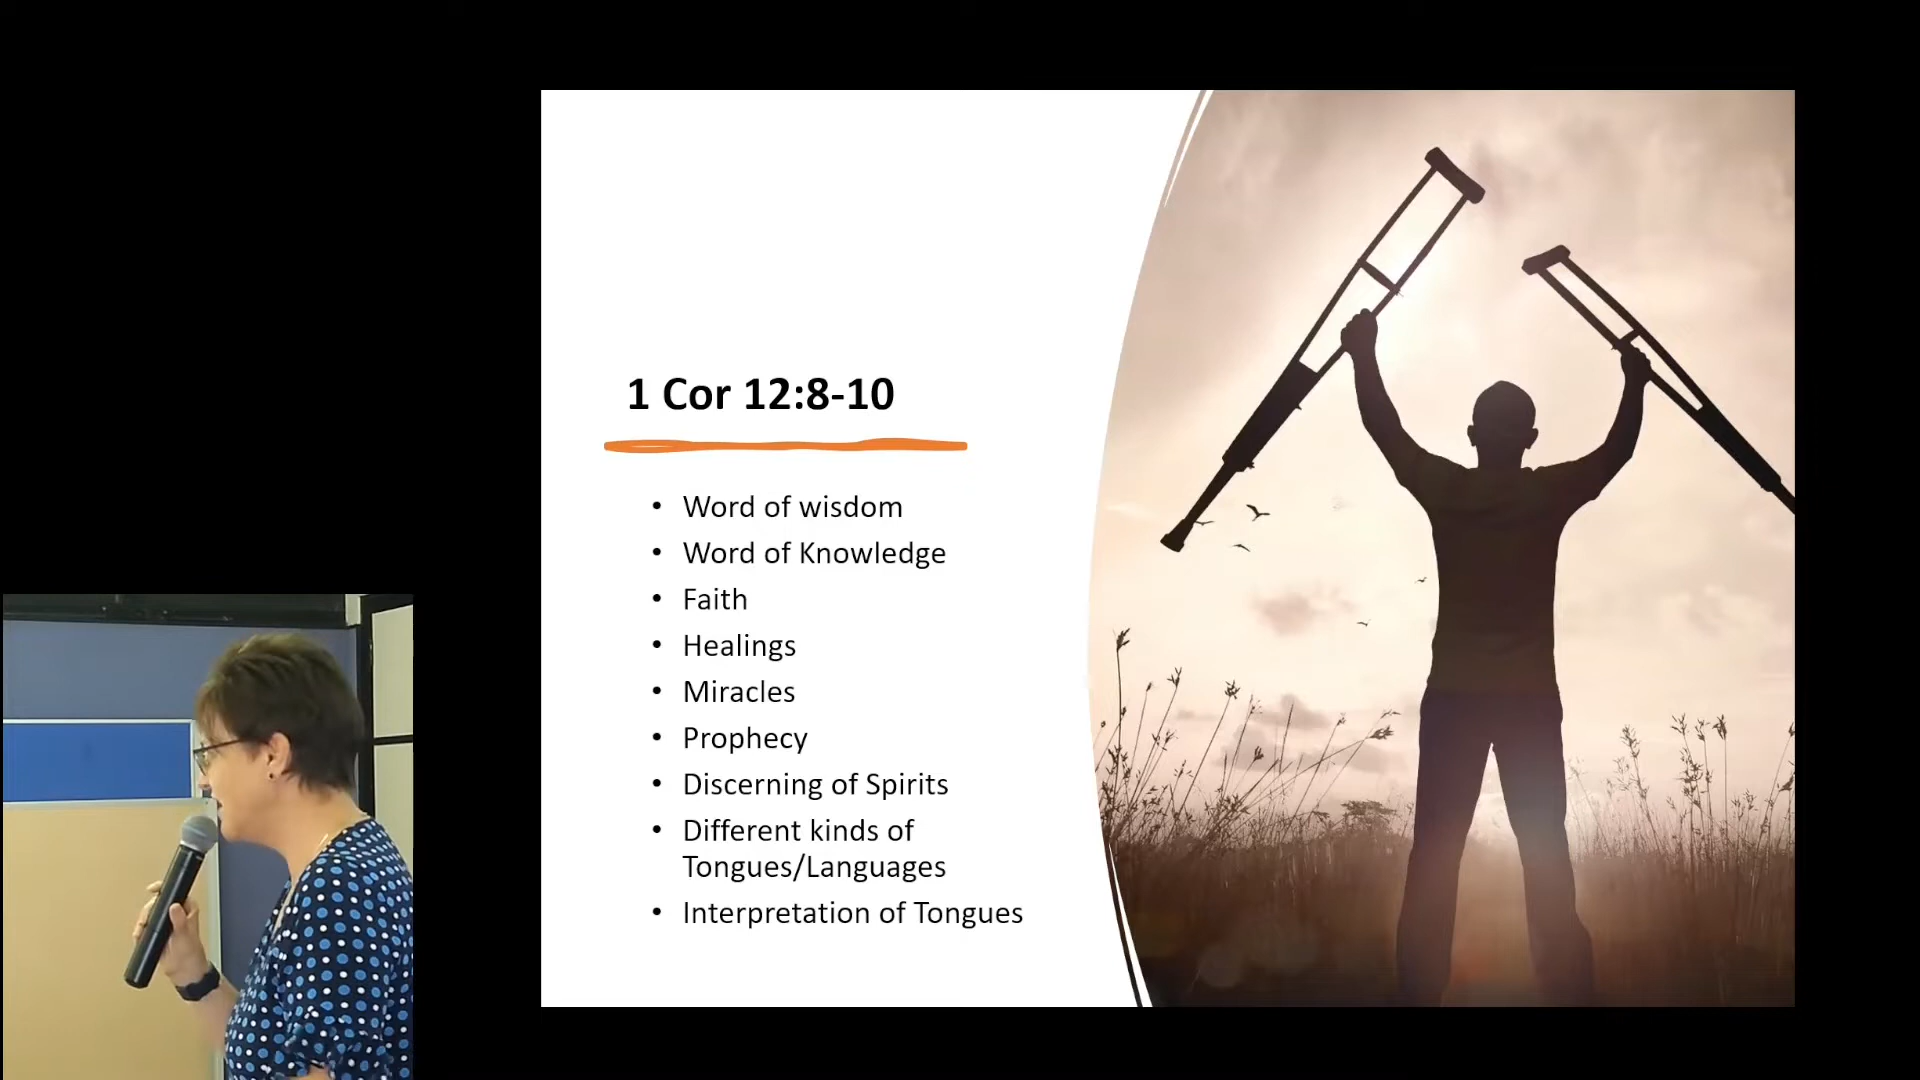 1 Cor 12:8-10
• Word of wisdom
• Word of Knowledge
• Faith
• Healings
• Miracles
• Prophecy
• Discerning of Spirits
• Different kinds of
Tongues/Languages
• Interpretation of Tongues